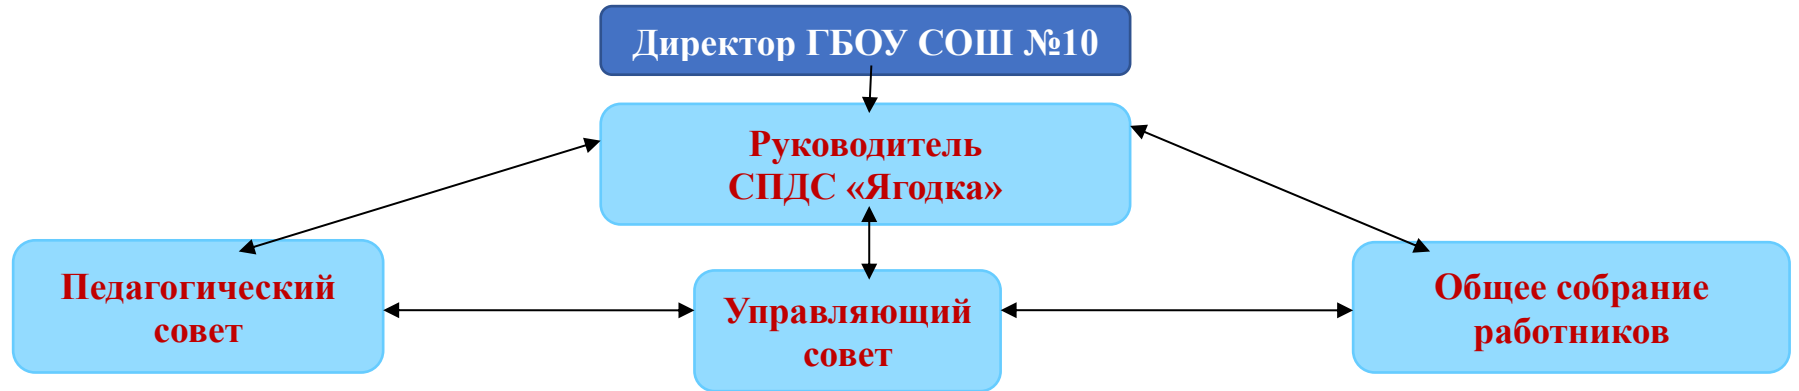 Директор ГБОУ СОШ №10
Руководитель
СПДС «Ягодка»
Педагогический
совет
Управляющий
совет
Общее собрание
работников